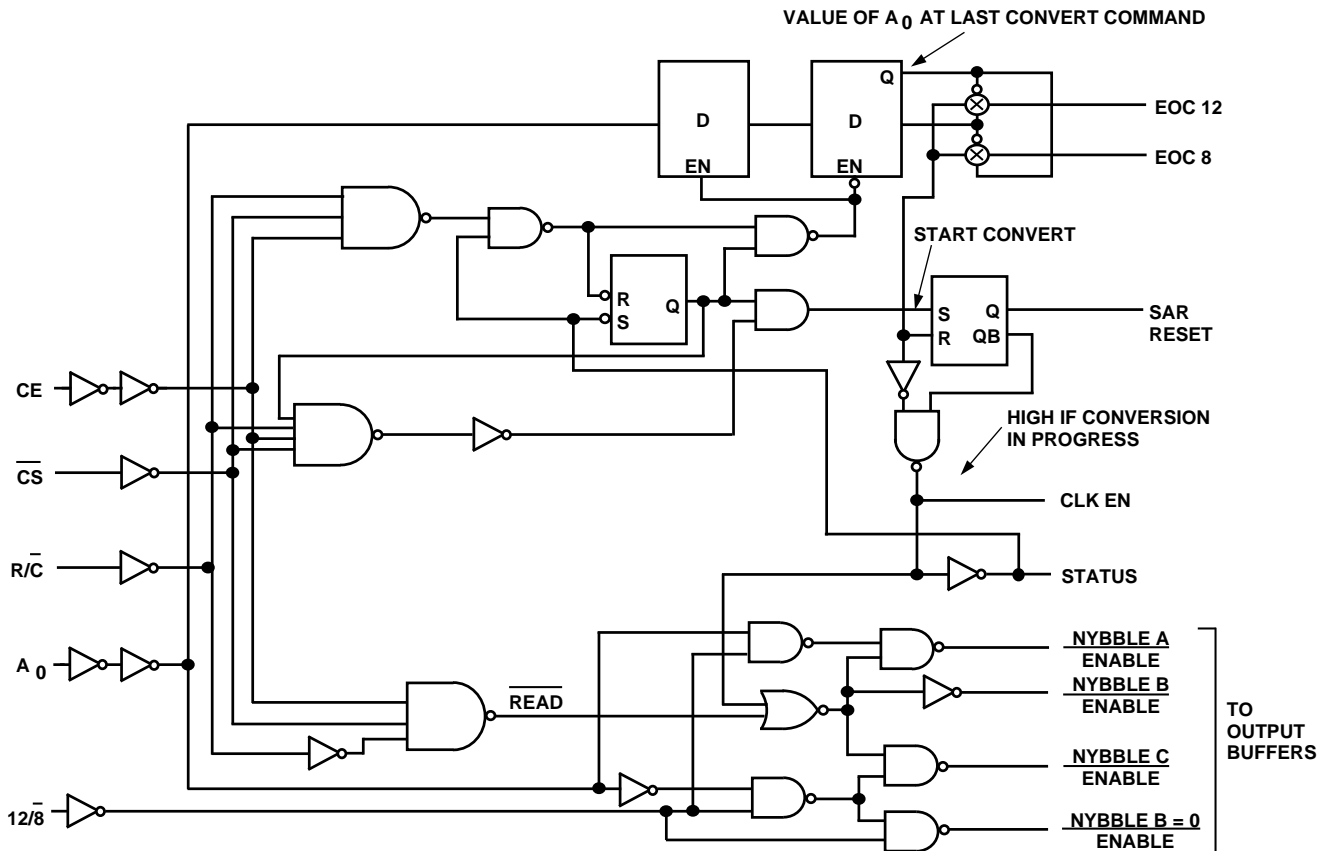 VALUE OF A0 AT LAST CONVERT COMMAND
Q
EOC 12
D
D
EN
EN
EOC 8
START CONVERT
R
S
Q
S
R
Q
QB
SAR
RESET
CE
HIGH IF CONVERSION
IN PROGRESS
C̅S̅
CLK EN
R/C̅
STATUS
A0
R̅E̅A̅D̅
NYBBLE A
ENABLE
NYBBLE B
ENABLE
NYBBLE C
ENABLE
NYBBLE B = 0
ENABLE
TO
OUTPUT
BUFFERS
12/8̅